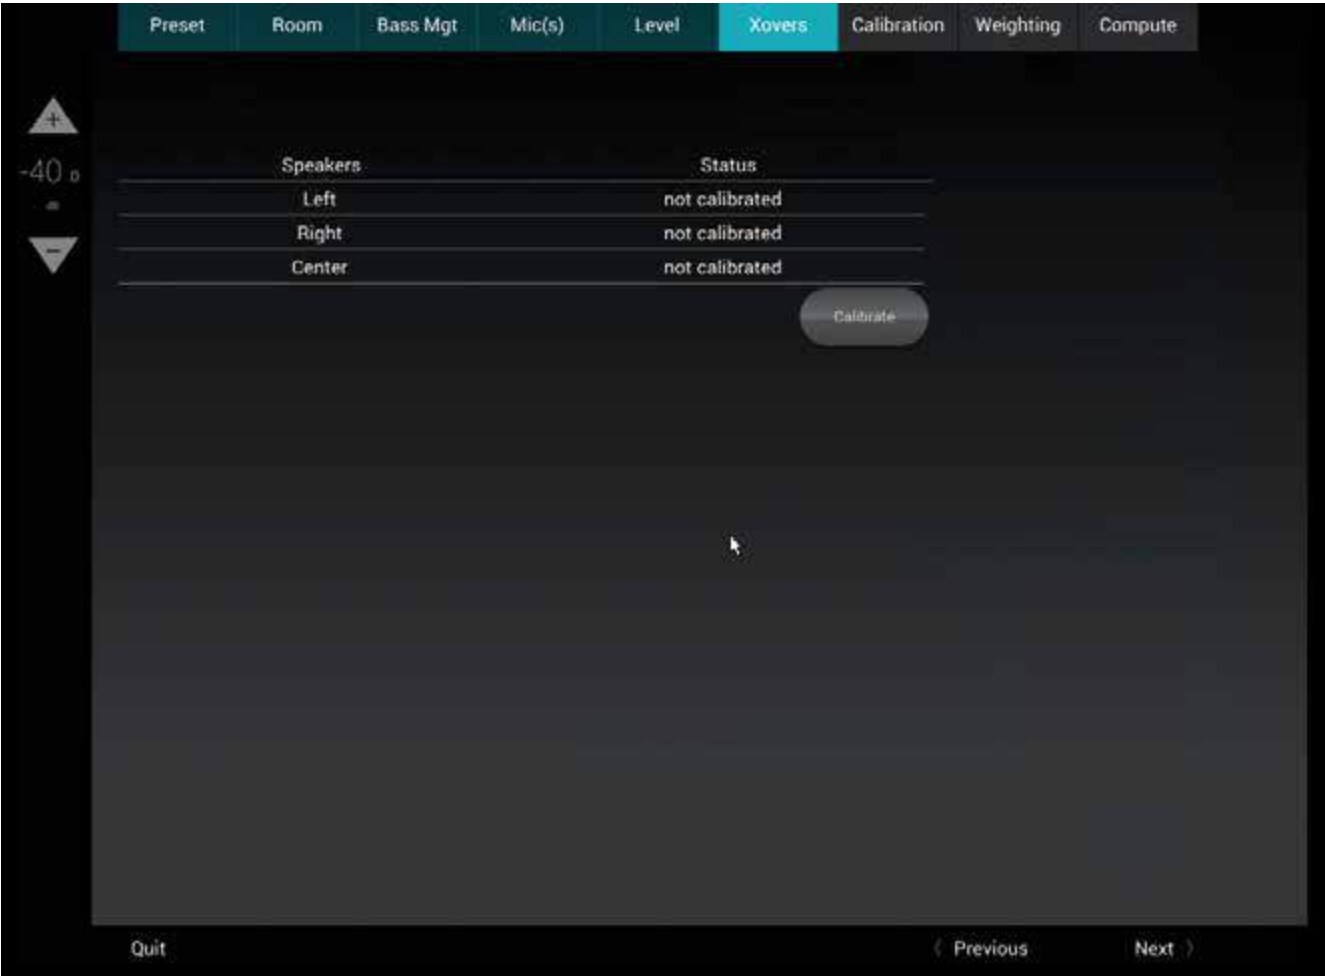 Preset Room Bass Mgt Mic(s) Level Xovers Calibration Weighting Compute
+
-40.0
Speakers Status
Left not calibrated
Right not calibrated
Center not calibrated
−
Calibrate
Quit Previous Next